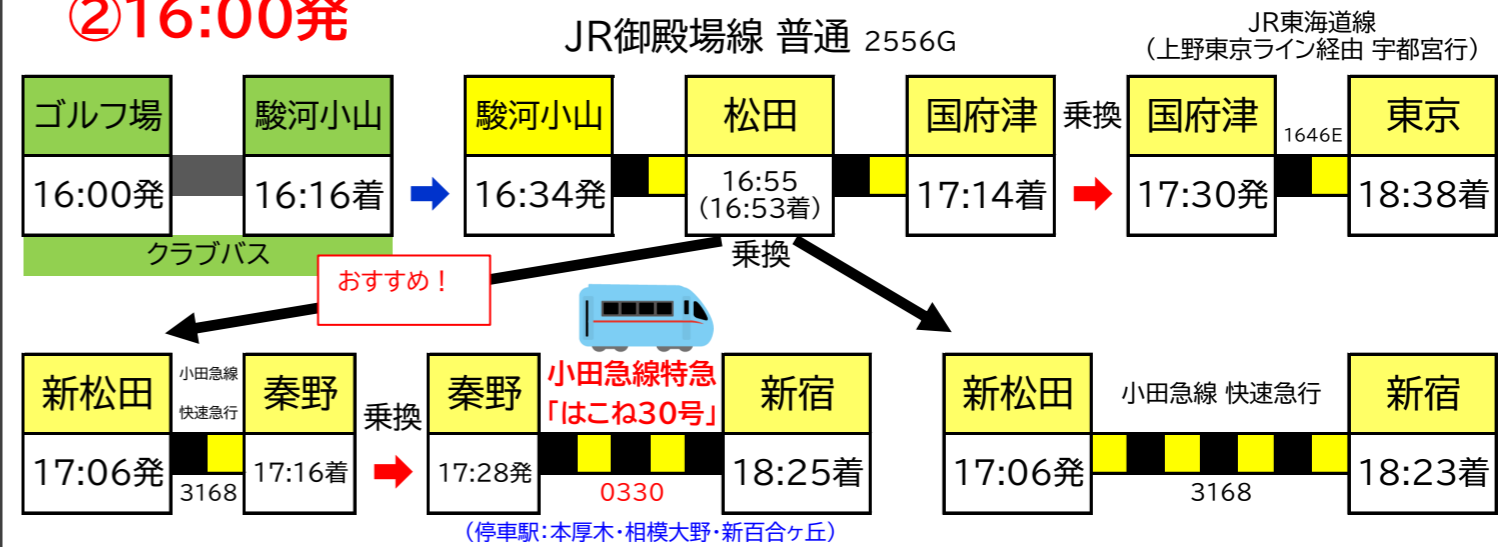 ②16:00発
JR御殿場線 普通 2556G
JR東海道線
(上野東京ライン経由 宇都宮行)
ゴルフ場
16:00発
駿河小山
16:16着
クラブバス
駿河小山
16:34発
松田
16:55
(16:53着)
国府津
17:14着
乗換
国府津
17:30発
1646E
東京
18:38着
乗換
おすすめ！
新松田
17:06発
小田急線
快速急行
3168
秦野
17:16着
乗換
秦野
17:28発
小田急線特急
「はこね30号」
0330
新宿
18:25着
(停車駅：本厚木・相模大野・新百合ヶ丘)
新松田
17:06発
小田急線 快速急行
3168
新宿
18:23着